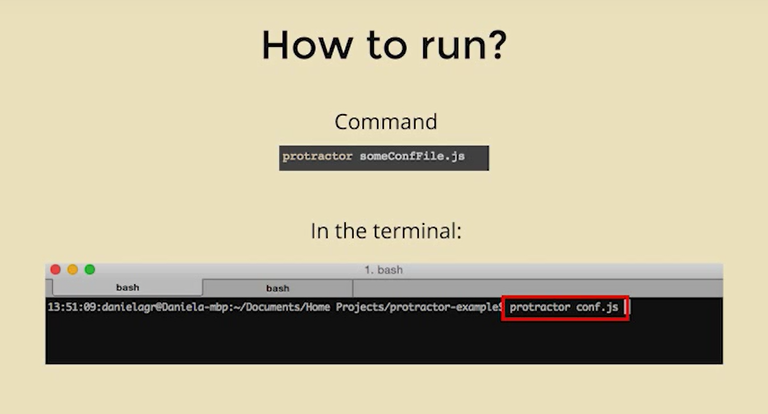 How to run?
Command
protractor someConfFile.js
In the terminal:
1. bash
bash bash
13:51:09:danielagr@Daniela-mbp:~/Documents/Home Projects/protractor-example$ protractor conf.js